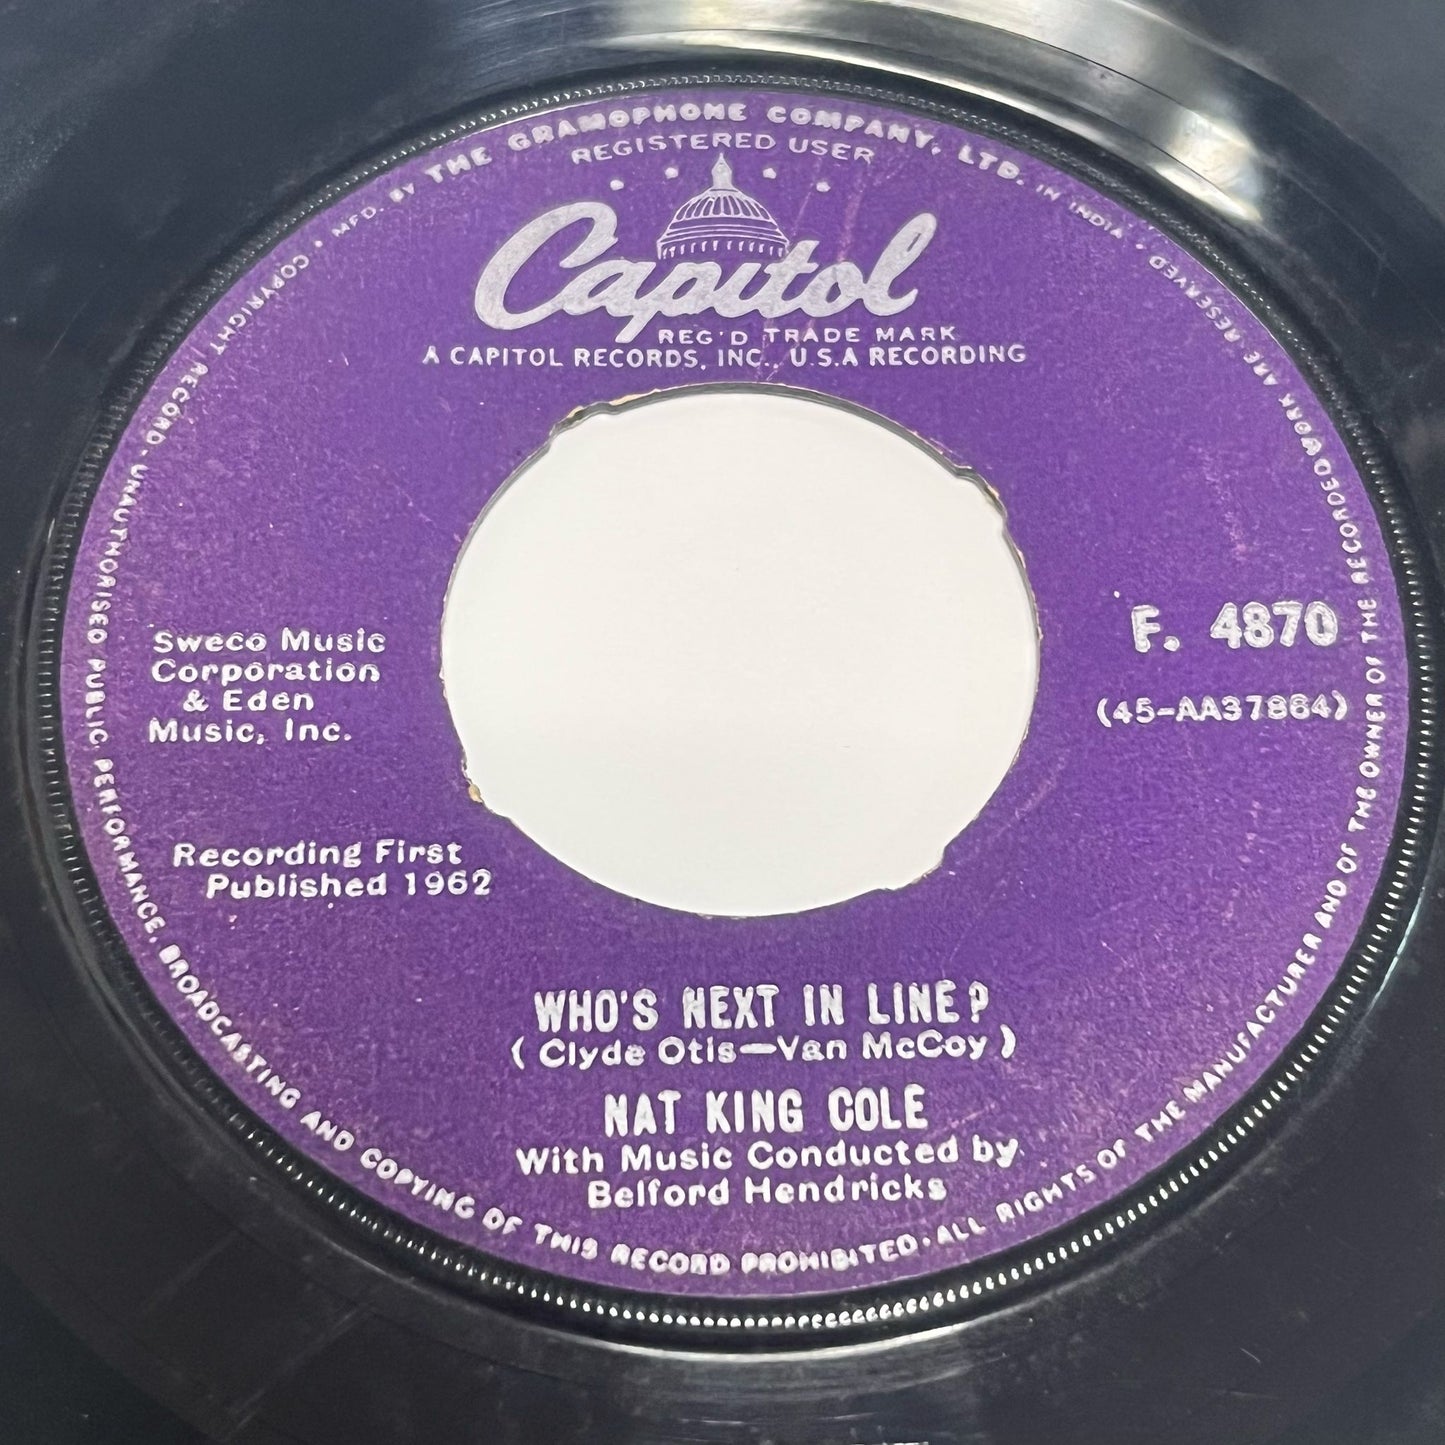 COPYRIGHT • MFD. BY THE GRAMOPHONE COMPANY, LTD. IN INDIA •
REGISTERED USER
Capitol
REG'D TRADE MARK
A CAPITOL RECORDS, INC., U.S.A RECORDING
F. 4870
(45-AA37864)
Sweco Music
Corporation
& Eden
Music, Inc.
Recording First
Published 1962
WHO'S NEXT IN LINE?
(Clyde Otis—Van McCoy)
NAT KING COLE
With Music Conducted by
Belford Hendricks
RECORD • UNAUTHORISED PUBLIC PERFORMANCE, BROADCASTING AND COPYING OF THIS RECORD PROHIBITED • ALL RIGHTS OF THE MANUFACTURER AND OF THE OWNER OF THE RECORDED WORK ARE RESERVED